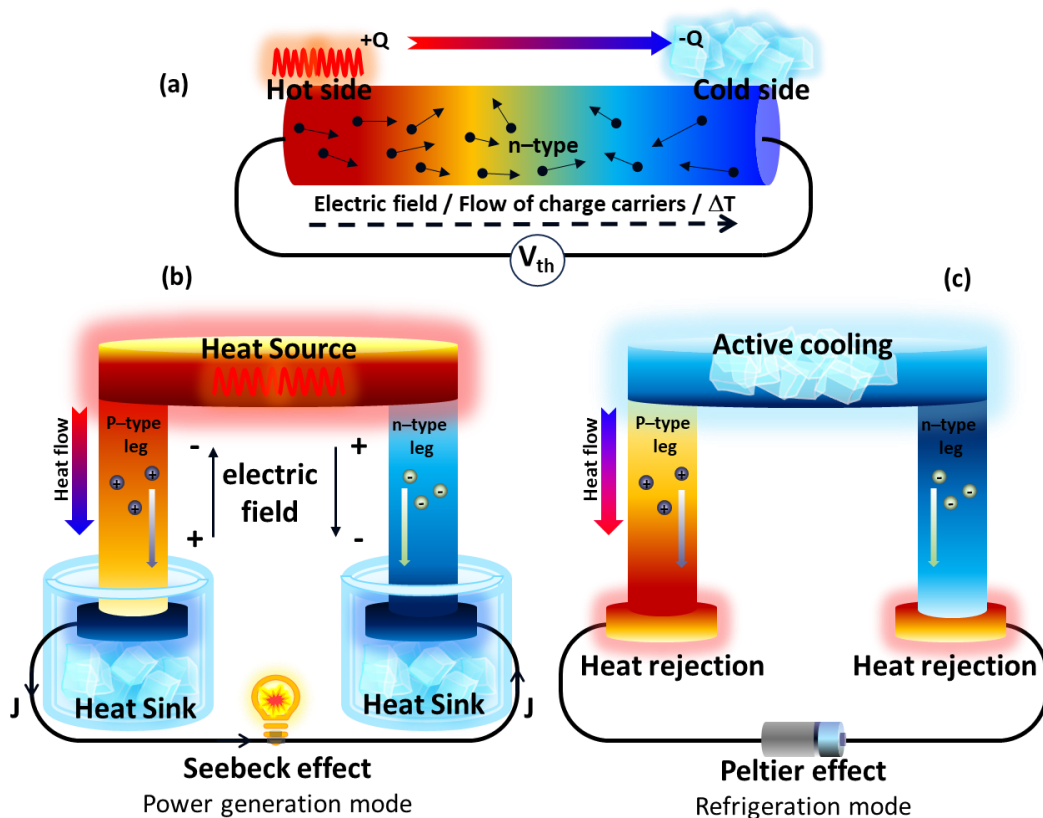 (a)
+Q
-Q
Hot side
Cold side
n–type
Electric field / Flow of charge carriers / ΔT
Vth
(b)
Heat Source
P–type
leg
n–type
leg
Heat flow
-
+
electric
field
+
-
+
+
+
-
-
-
Heat Sink
Heat Sink
J
J
Seebeck effect
Power generation mode
(c)
Active cooling
P–type
leg
n–type
leg
Heat flow
+
+
+
-
-
-
Heat rejection
Heat rejection
Peltier effect
Refrigeration mode